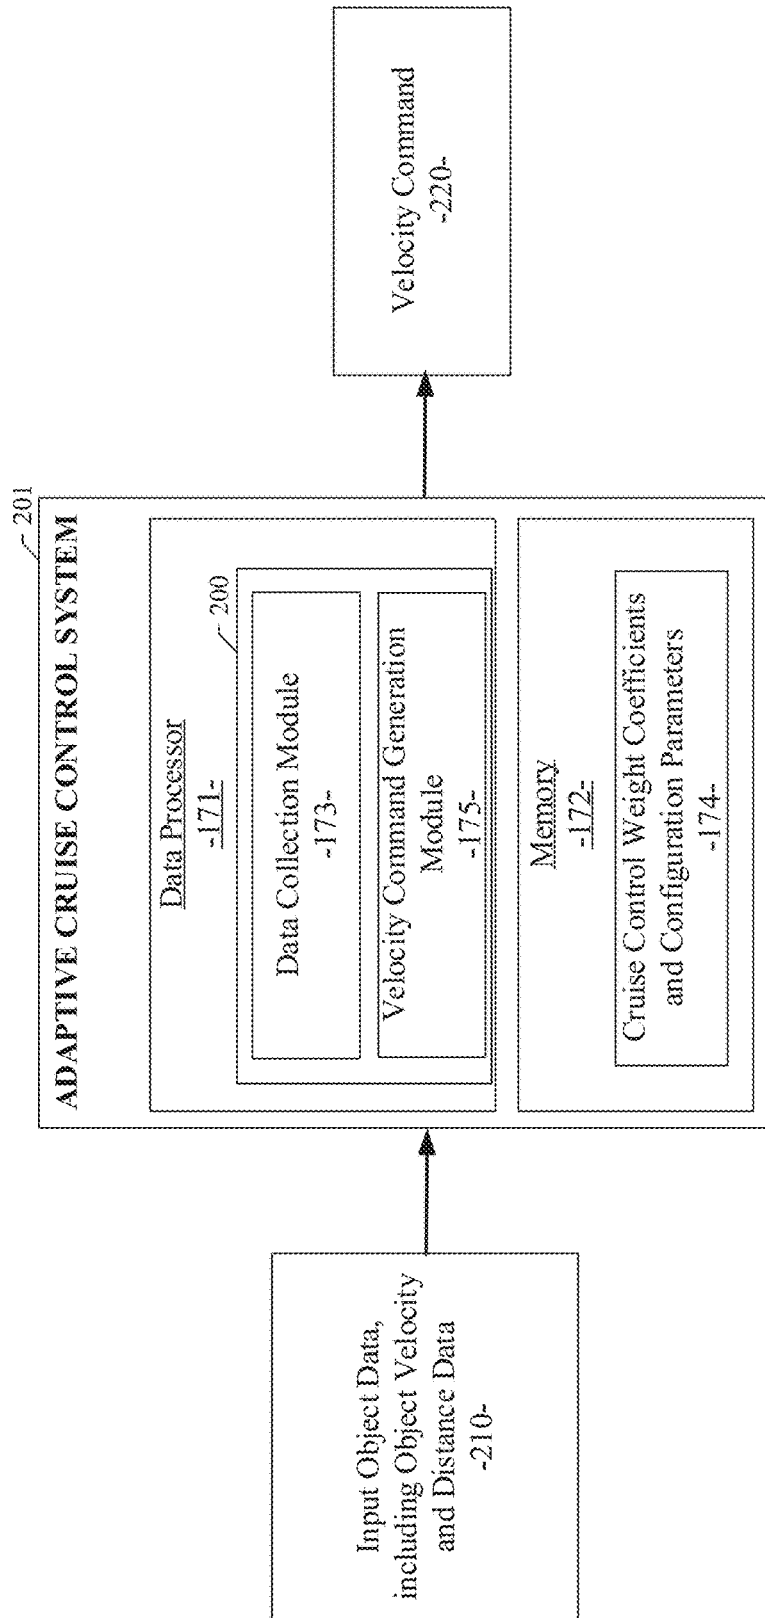 Input Object Data,
including Object Velocity
and Distance Data
-210-
201
ADAPTIVE CRUISE CONTROL SYSTEM
Data Processor
-171-
200
Data Collection Module
-173-
Velocity Command Generation
Module
-175-
Memory
-172-
Cruise Control Weight Coefficients
and Configuration Parameters
-174-
Velocity Command
-220-